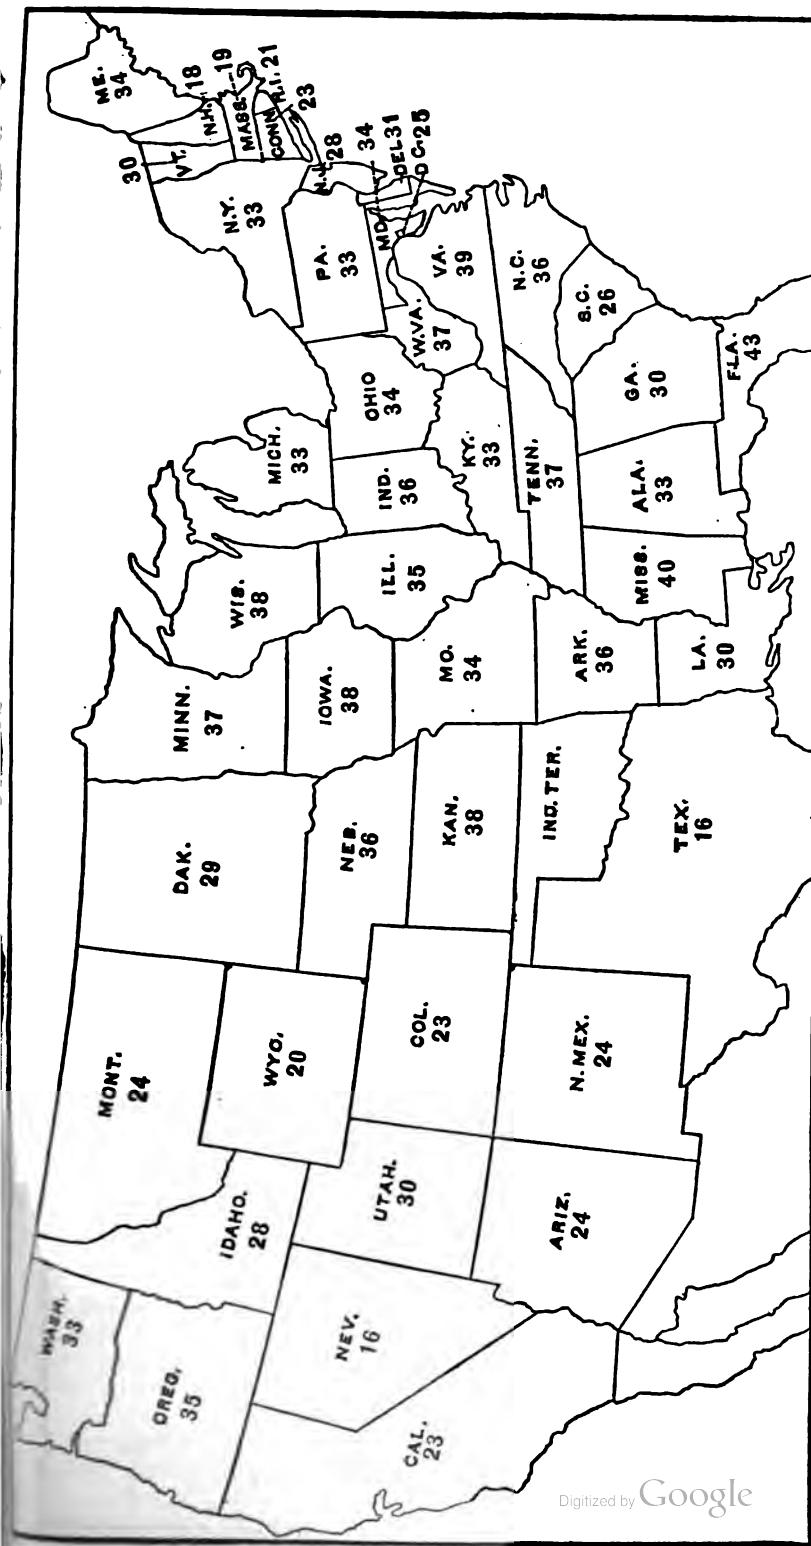 WASH.
33
OREG.
35
CAL.
23
NEV.
16
IDAHO.
28
MONT.
24
WYO.
20
UTAH.
30
COL.
23
ARIZ.
24
N. MEX.
24
DAK.
29
NEB.
36
KAN.
38
IND. TER.
TEX.
16
MINN.
37
IOWA.
38
MO.
34
ARK.
36
LA.
30
WIS.
38
ILL.
35
MICH.
33
IND.
36
OHIO
34
KY.
33
TENN.
37
MISS.
40
ALA.
33
GA.
30
FLA.
43
S.C.
26
N.C.
36
VA.
39
W.VA.
37
PA.
33
N.Y.
33
30
VT.
N.H. 18
ME.
34
MASS. 19
R.I. 21
CONN. 23
N.J. 28
MD. 34
DEL 31
D.C. 25
Digitized by Google